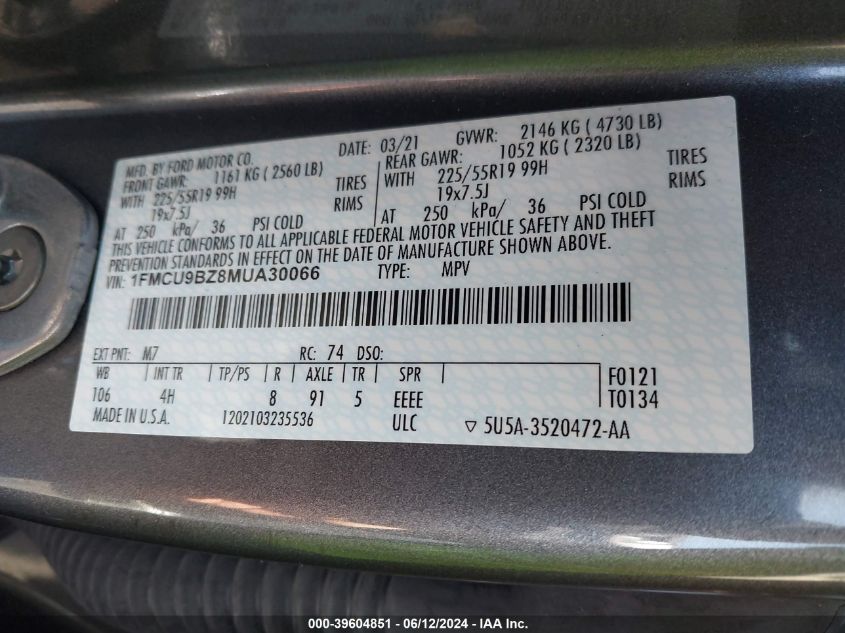 MFD. BY FORD MOTOR CO. DATE: 03/21 GVWR: 2146 KG ( 4730 LB)
FRONT GAWR: 1161 KG ( 2560 LB) REAR GAWR: 1052 KG ( 2320 LB)
WITH 225/55R19 99H TIRES WITH 225/55R19 99H TIRES
19x7.5J RIMS 19x7.5J RIMS
AT 250 kPa/ 36 PSI COLD AT 250 kPa/ 36 PSI COLD
THIS VEHICLE CONFORMS TO ALL APPLICABLE FEDERAL MOTOR VEHICLE SAFETY AND THEFT
PREVENTION STANDARDS IN EFFECT ON THE DATE OF MANUFACTURE SHOWN ABOVE.
VIN: 1FMCU9BZ8MUA30066 TYPE: MPV
EXT PNT: M7 RC: 74 DSO:
WB INT TR TP/PS R AXLE TR SPR F0121
106 4H 8 91 5 EEEE T0134
MADE IN U.S.A. 1202103235536 ULC ▽ 5U5A-3520472-AA
000-39604851 - 06/12/2024 - IAA Inc.